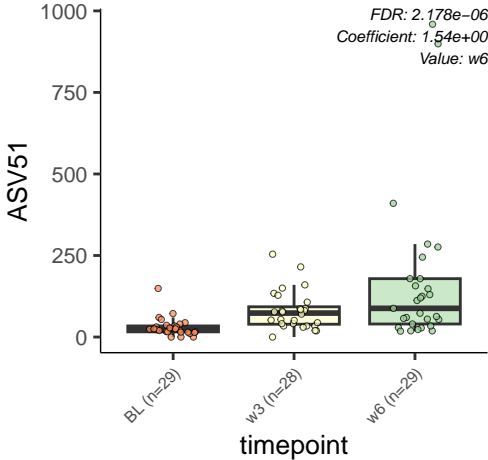 FDR: 2.178e−06
Coefficient: 1.54e+00
Value: w6
1000
750
500
250
0
ASV51
BL (n=29)
w3 (n=28)
w6 (n=29)
timepoint